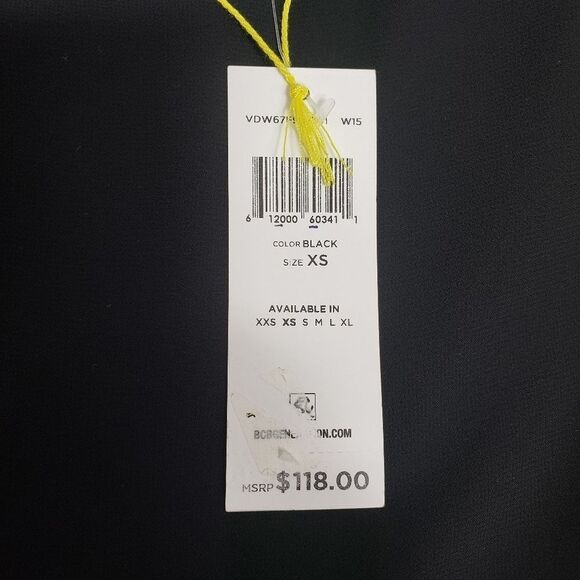 W15
6 12000 60341 1
COLOR BLACK
SIZE XS
AVAILABLE IN
XXS XS S M L XL
MSRP $118.00